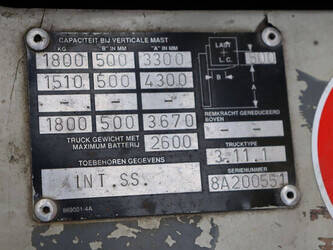 CAPACITEIT BIJ VERTICALE MAST
KG "B" IN MM "A" IN MM
1800 500 3300
1510 500 4300
- - -
1800 500 3670
TRUCK GEWICHT MET MAXIMUM BATTERIJ 2600
TOEBEHOREN GEGEVENS
INT.SS.
869001-4A
LAST
L.C.
B
A
REMKRACHT GEREDUCEERD
BOVEN
- -
TRUCKTYPE
3.11.1
SERIENUMMER
8A200551